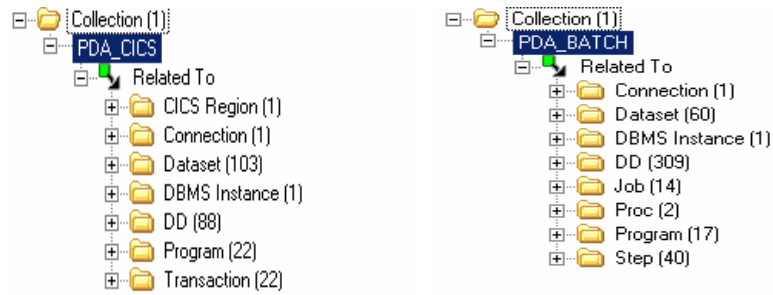 Collection (1)
PDA_CICS
Related To
CICS Region (1)
Connection (1)
Dataset (103)
DBMS Instance (1)
DD (88)
Program (22)
Transaction (22)
Collection (1)
PDA_BATCH
Related To
Connection (1)
Dataset (60)
DBMS Instance (1)
DD (309)
Job (14)
Proc (2)
Program (17)
Step (40)